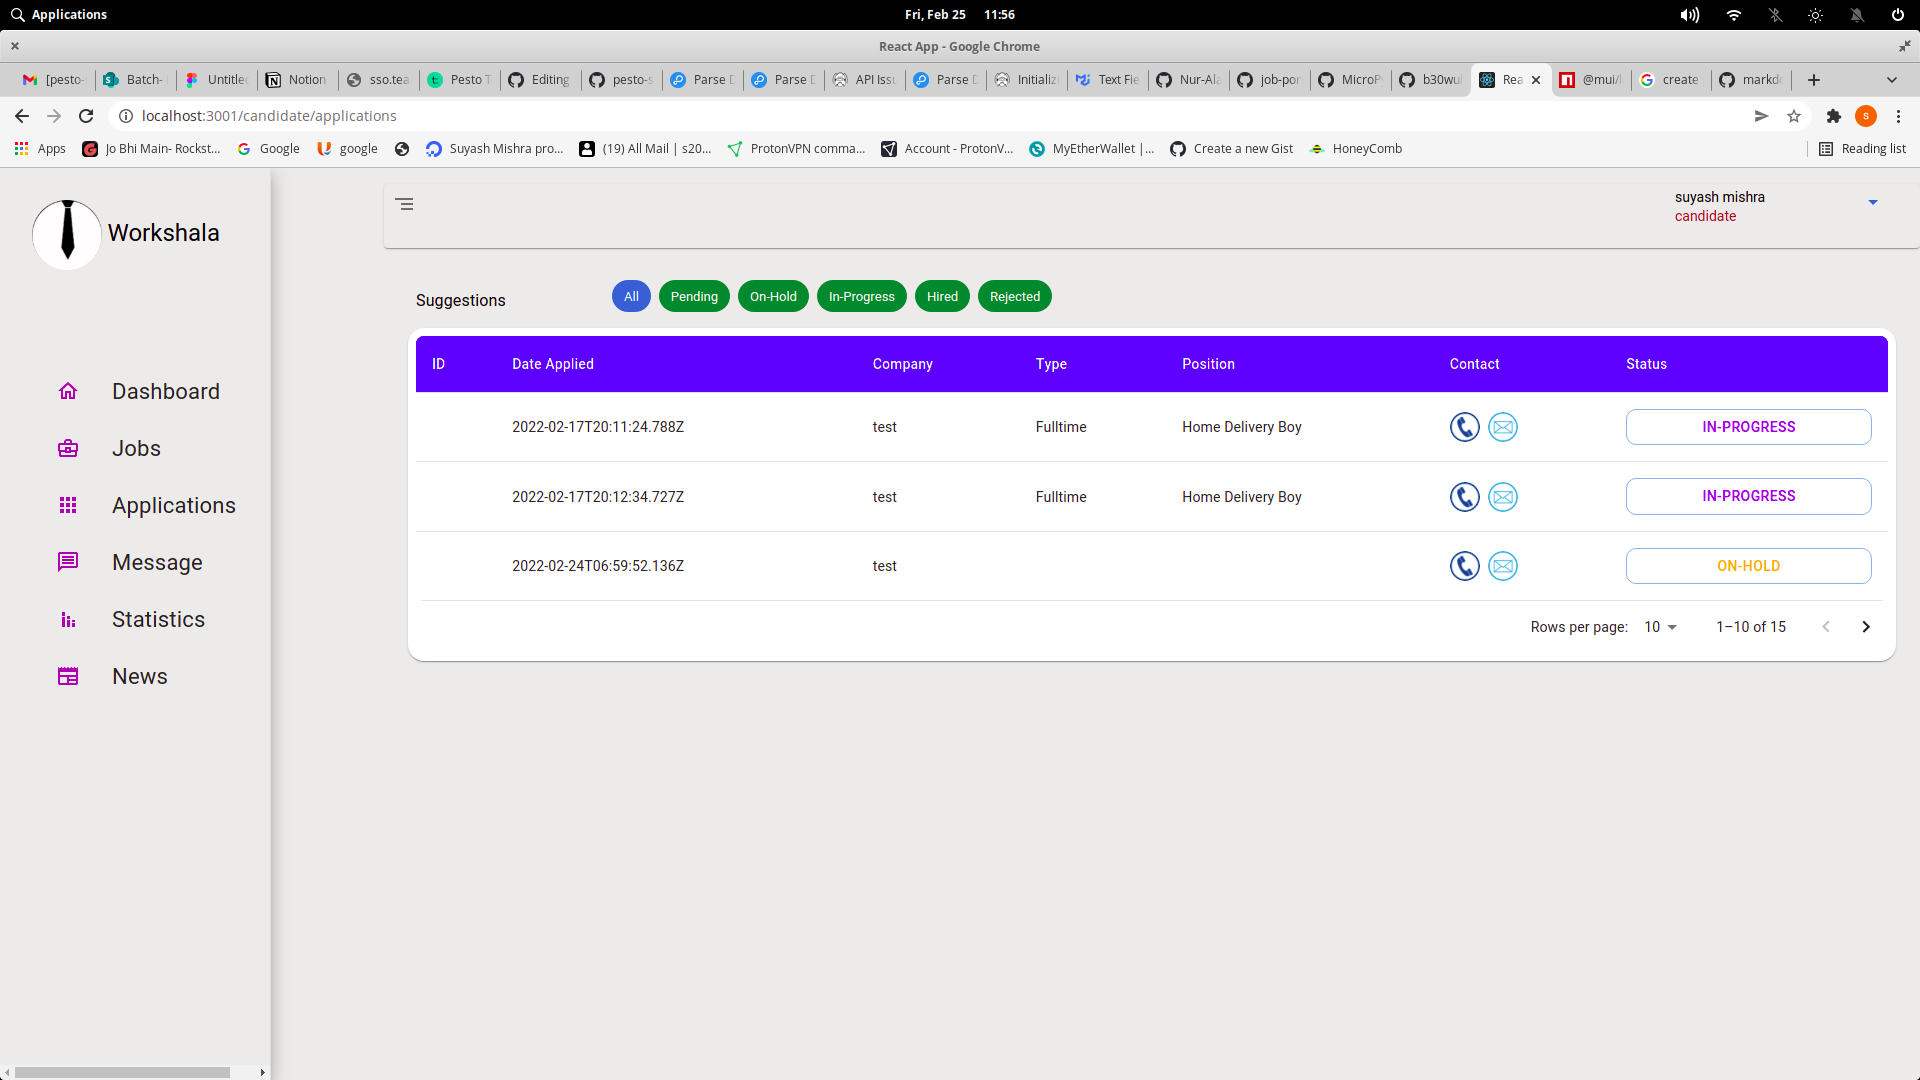 Applications
Fri, Feb 25 11:56
React App - Google Chrome
[pesto- Batch- Untitle Notion sso.tea Pesto T Editing pesto-s Parse D Parse D API Issu Parse D Initializi Text Fie Nur-Ala job-por MicroPy b30wul Rea @mui/l create markdo
localhost:3001/candidate/applications
Apps Jo Bhi Main- Rockst... Google google Suyash Mishra pro... (19) All Mail | s20... ProtonVPN comma... Account - ProtonV... MyEtherWallet |... Create a new Gist HoneyComb Reading list
Workshala
suyash mishra
candidate
Dashboard
Jobs
Applications
Message
Statistics
News
Suggestions All Pending On-Hold In-Progress Hired Rejected
ID Date Applied Company Type Position Contact Status
2022-02-17T20:11:24.788Z test Fulltime Home Delivery Boy IN-PROGRESS
2022-02-17T20:12:34.727Z test Fulltime Home Delivery Boy IN-PROGRESS
2022-02-24T06:59:52.136Z test ON-HOLD
Rows per page: 10 1–10 of 15